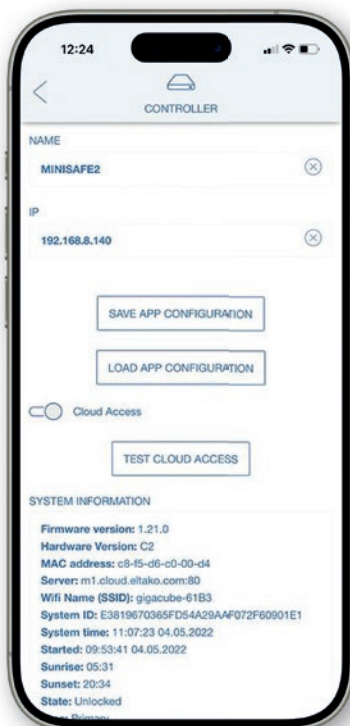 12:24
CONTROLLER
NAME
MINISAFE2
IP
192.168.8.140
SAVE APP CONFIGURATION
LOAD APP CONFIGURATION
Cloud Access
TEST CLOUD ACCESS
SYSTEM INFORMATION
Firmware version: 1.21.0
Hardware Version: C2
MAC address: c8-f5-d6-c0-00-d4
Server: m1.cloud.eltako.com:80
Wifi Name (SSID): gigacube-61B3
System ID: E3819670365FD54A29AAF072F60901E1
System time: 11:07:23 04.05.2022
Started: 09:53:41 04.05.2022
Sunrise: 05:31
Sunset: 20:34
State: Unlocked
Primary